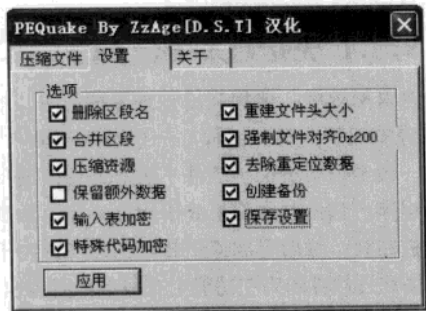 PEQuake By ZzAge[D.S.T] 汉化
压缩文件 设置 关于
选项
删除区段名 重建文件头大小
合并区段 强制文件对齐0x200
压缩资源 去除重定位数据
保留额外数据 创建备份
输入表加密 保存设置
特殊代码加密
应用